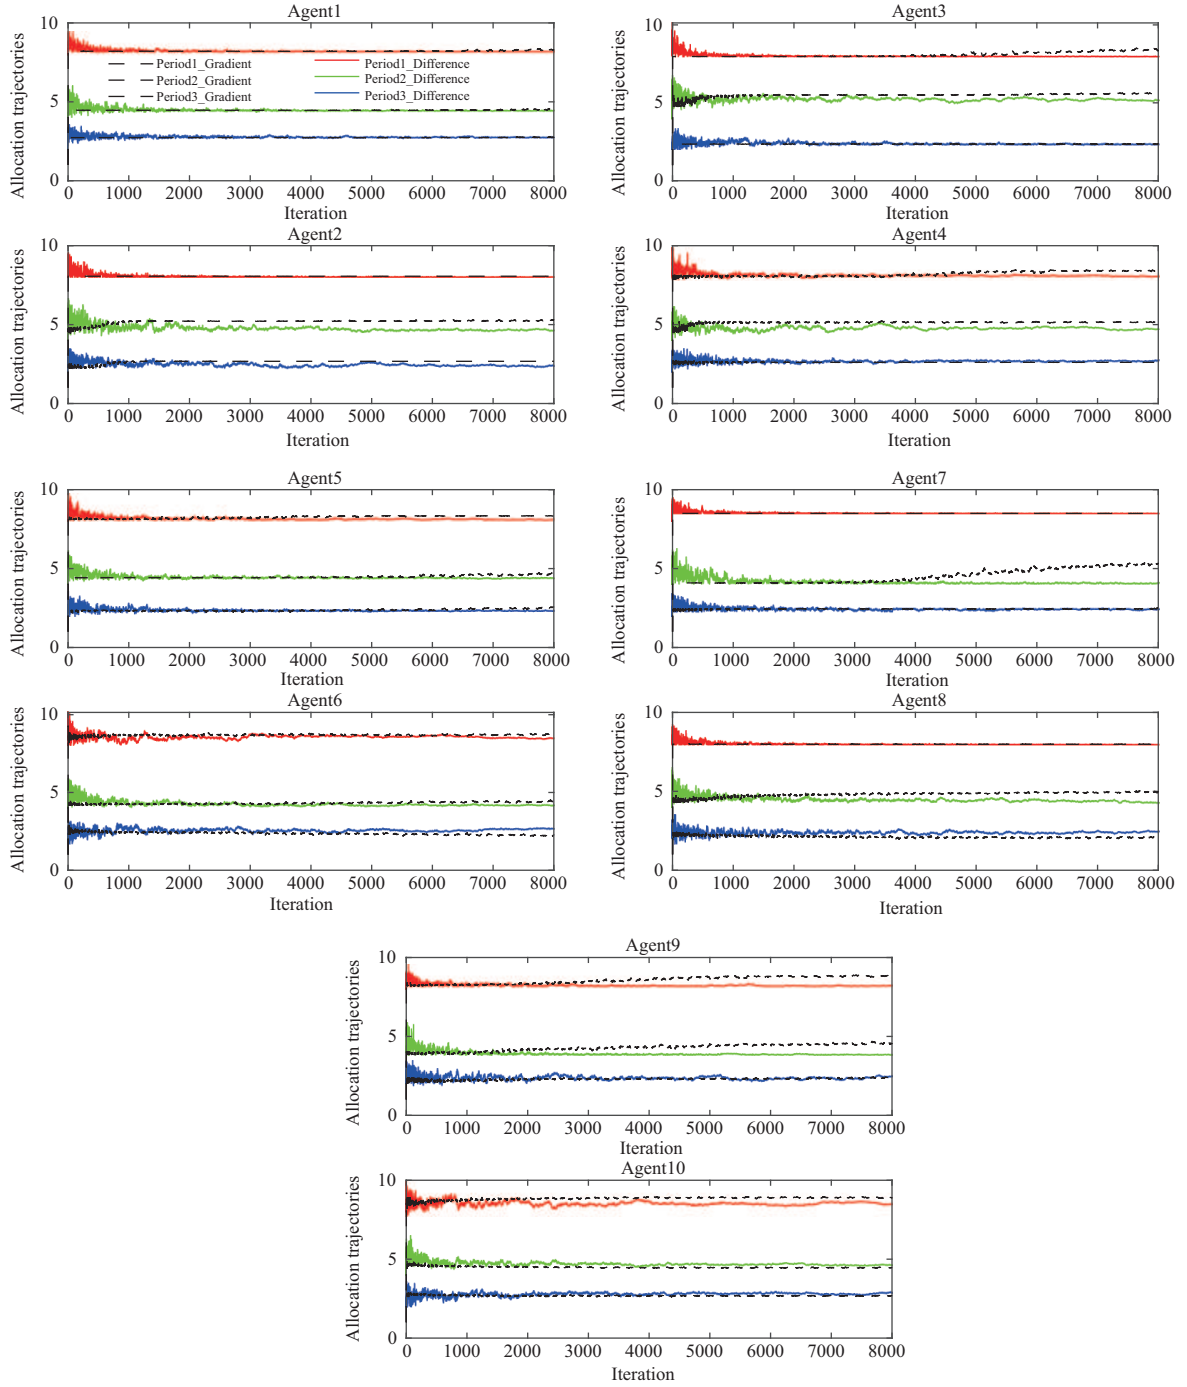 Agent1
Allocation trajectories
10
5
0
Period1_Gradient
Period2_Gradient
Period3_Gradient
Period1_Difference
Period2_Difference
Period3_Difference
0 1000 2000 3000 4000 5000 6000 7000 8000
Iteration
Agent3
Allocation trajectories
10
5
0
0 1000 2000 3000 4000 5000 6000 7000 8000
Iteration
Agent2
Allocation trajectories
10
5
0
0 1000 2000 3000 4000 5000 6000 7000 8000
Iteration
Agent4
Allocation trajectories
10
5
0
0 1000 2000 3000 4000 5000 6000 7000 8000
Iteration
Agent5
Allocation trajectories
10
5
0
0 1000 2000 3000 4000 5000 6000 7000 8000
Iteration
Agent7
Allocation trajectories
10
5
0
0 1000 2000 3000 4000 5000 6000 7000 8000
Iteration
Agent6
Allocation trajectories
10
5
0
0 1000 2000 3000 4000 5000 6000 7000 8000
Iteration
Agent8
Allocation trajectories
10
5
0
0 1000 2000 3000 4000 5000 6000 7000 8000
Iteration
Agent9
Allocation trajectories
10
5
0
0 1000 2000 3000 4000 5000 6000 7000 8000
Iteration
Agent10
Allocation trajectories
10
5
0
0 1000 2000 3000 4000 5000 6000 7000 8000
Iteration